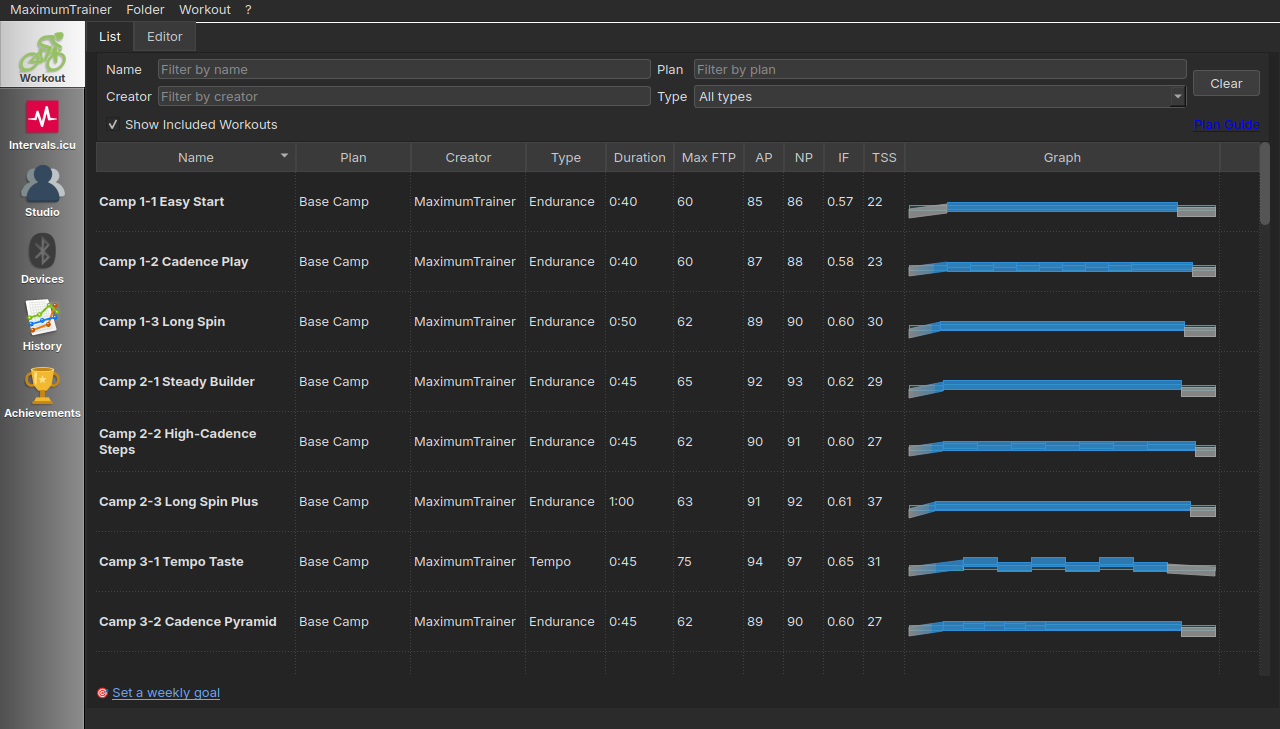 MaximumTrainer Folder Workout ?
List Editor
Workout
Intervals.icu
Studio
Devices
History
Achievements
Name Filter by name Plan Filter by plan
Clear
Creator Filter by creator Type All types
Show Included Workouts Plan Guide
Name Plan Creator Type Duration Max FTP AP NP IF TSS Graph
Camp 1-1 Easy Start Base Camp MaximumTrainer Endurance 0:40 60 85 86 0.57 22
Camp 1-2 Cadence Play Base Camp MaximumTrainer Endurance 0:40 60 87 88 0.58 23
Camp 1-3 Long Spin Base Camp MaximumTrainer Endurance 0:50 62 89 90 0.60 30
Camp 2-1 Steady Builder Base Camp MaximumTrainer Endurance 0:45 65 92 93 0.62 29
Camp 2-2 High-Cadence
Steps Base Camp MaximumTrainer Endurance 0:45 62 90 91 0.60 27
Camp 2-3 Long Spin Plus Base Camp MaximumTrainer Endurance 1:00 63 91 92 0.61 37
Camp 3-1 Tempo Taste Base Camp MaximumTrainer Tempo 0:45 75 94 97 0.65 31
Camp 3-2 Cadence Pyramid Base Camp MaximumTrainer Endurance 0:45 62 89 90 0.60 27
Set a weekly goal